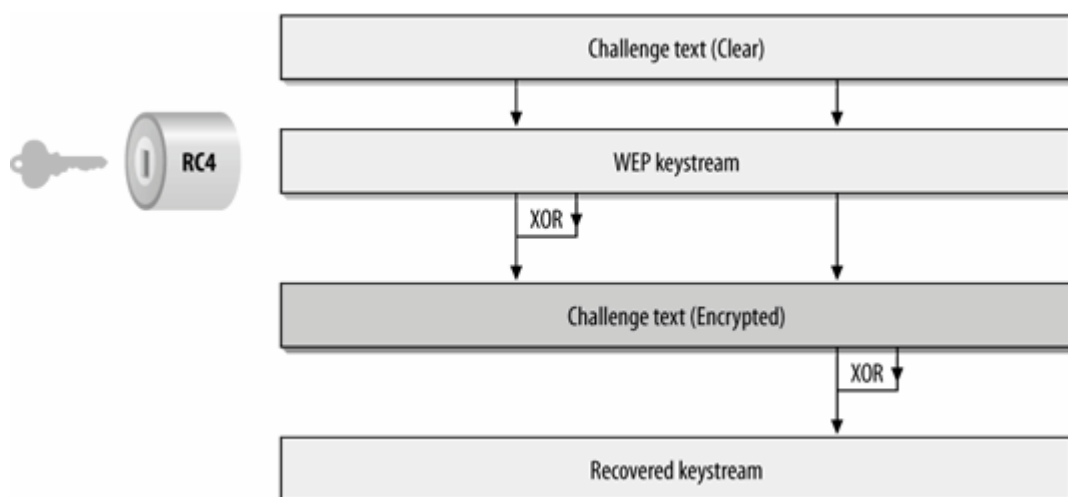 Challenge text (Clear)
RC4
WEP keystream
XOR
Challenge text (Encrypted)
XOR
Recovered keystream